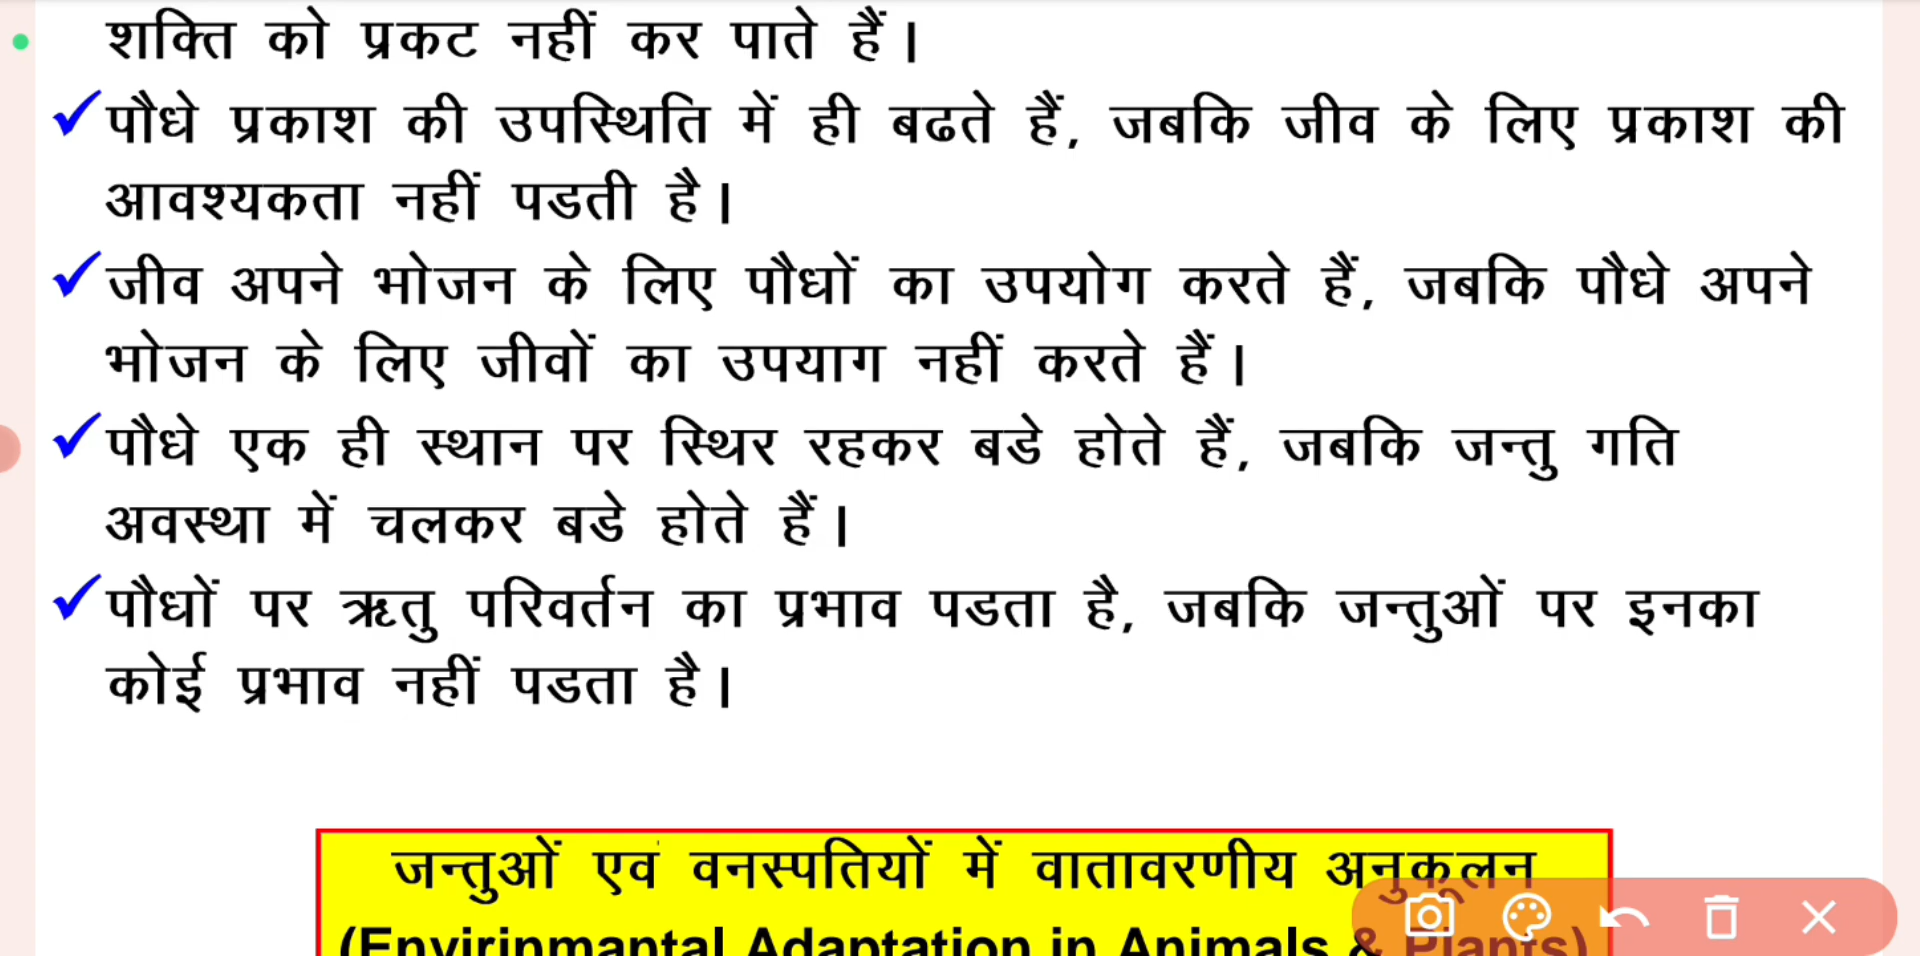 शक्ति को प्रकट नहीं कर पाते हैं।
पौधे प्रकाश की उपस्थिति में ही बढते हैं, जबकि जीव के लिए प्रकाश की
आवश्यकता नहीं पडती है।
जीव अपने भोजन के लिए पौधों का उपयोग करते हैं, जबकि पौधे अपने
भोजन के लिए जीवों का उपयाग नहीं करते हैं।
पौधे एक ही स्थान पर स्थिर रहकर बडे होते हैं, जबकि जन्तु गति
अवस्था में चलकर बडे होते हैं।
पौधों पर ऋतु परिवर्तन का प्रभाव पडता है, जबकि जन्तुओं पर इनका
कोई प्रभाव नहीं पडता है।
जन्तुओं एवं वनस्पतियों में वातावरणीय अनुकूलन
(Envirinmantal Adaptation in Animals & Plants)